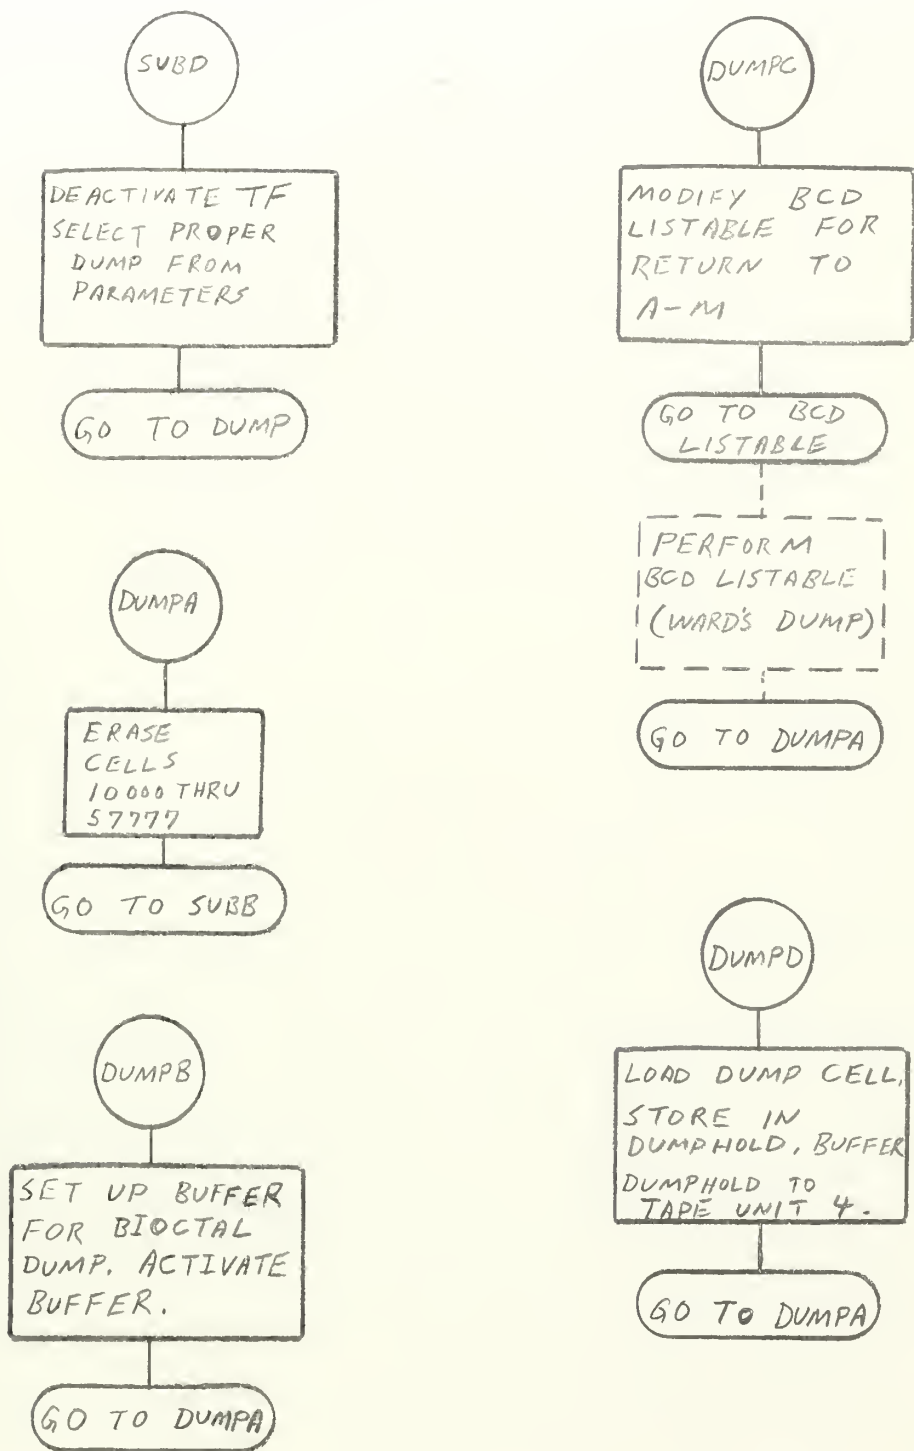 SUBD
DEACTIVATE TF
SELECT PROPER
DUMP FROM
PARAMETERS
GO TO DUMP
DUMPA
ERASE
CELLS
10000 THRU
57777
GO TO SUBB
DUMPB
SET UP BUFFER
FOR BIOCTAL
DUMP. ACTIVATE
BUFFER.
GO TO DUMPA
DUMPC
MODIFY BCD
LISTABLE FOR
RETURN TO
A-M
GO TO BCD
LISTABLE
PERFORM
BCD LISTABLE
(WARD'S DUMP)
GO TO DUMPA
DUMPD
LOAD DUMP CELL,
STORE IN
DUMPHOLD, BUFFER
DUMPHOLD TO
TAPE UNIT 4.
GO TO DUMPA